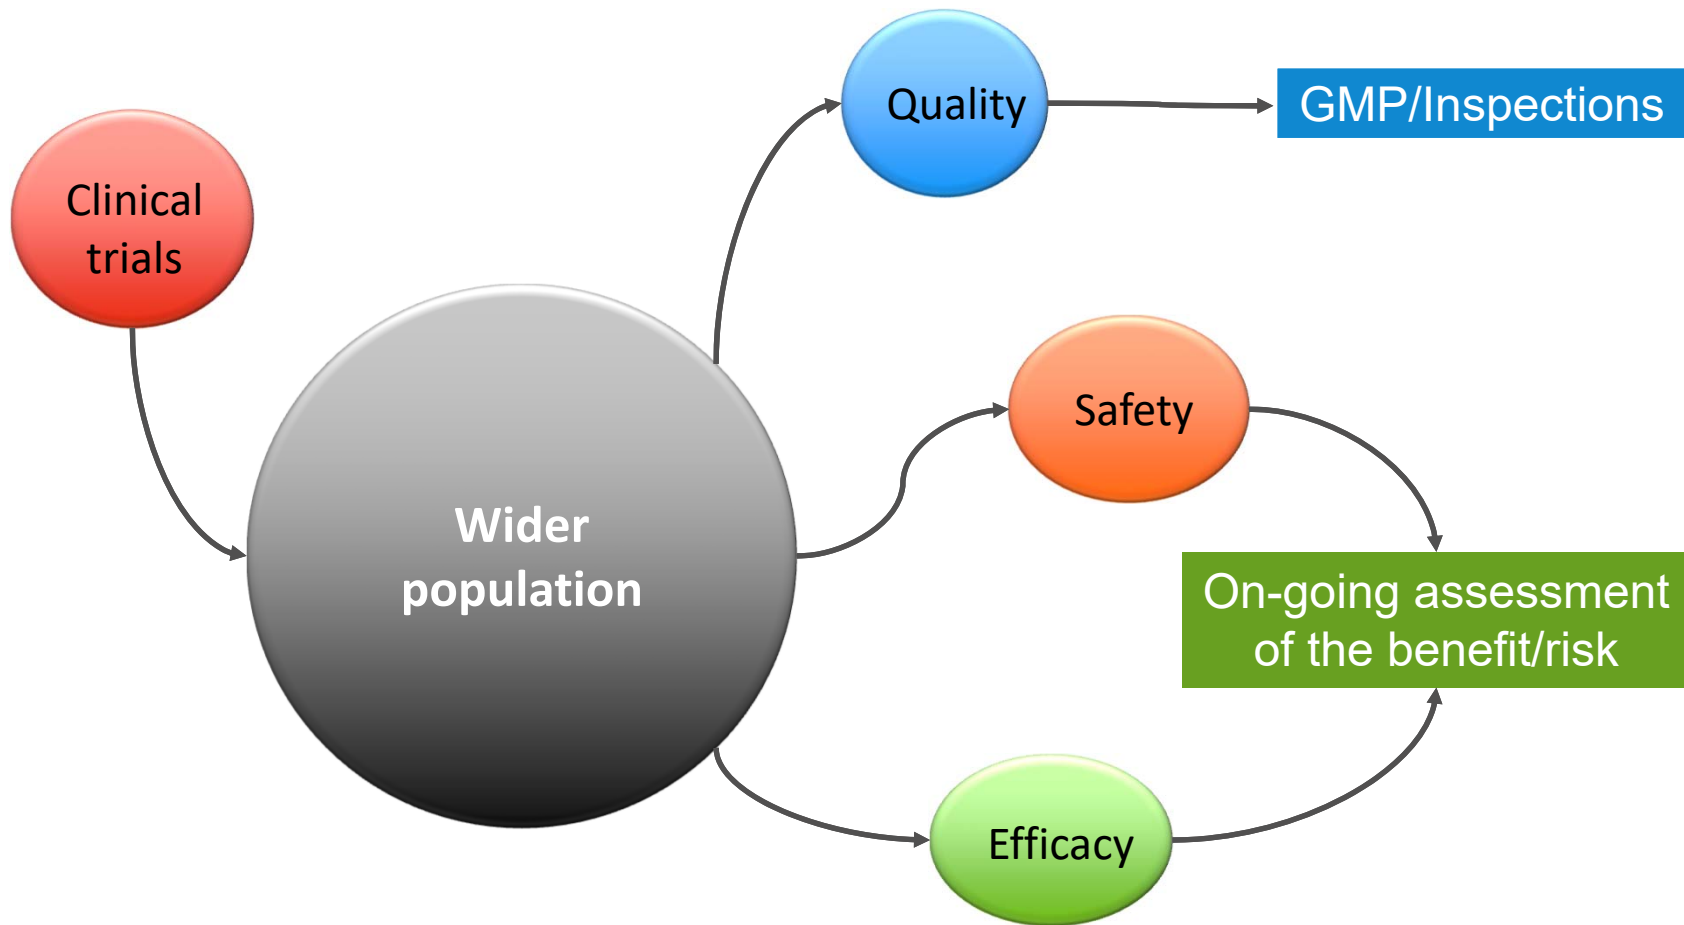 Quality
GMP/Inspections
Clinical
trials
Safety
Wider
population
On-going assessment
of the benefit/risk
Efficacy